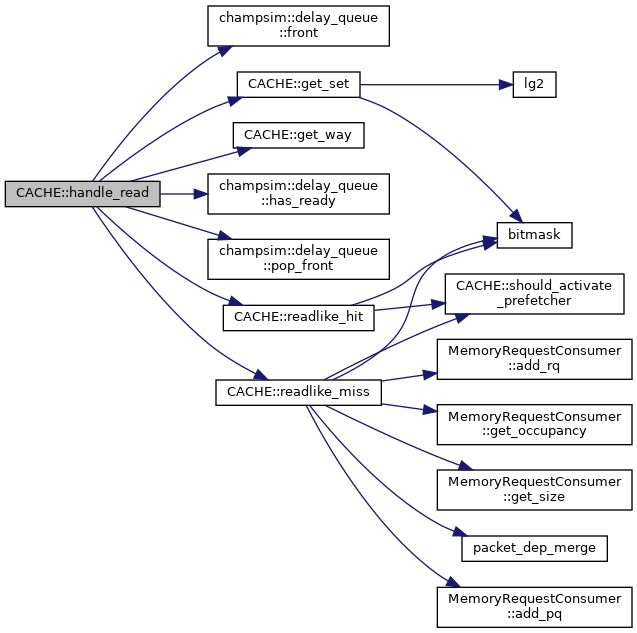 champsim::delay_queue
::front
CACHE::get_set
lg2
CACHE::get_way
CACHE::handle_read
champsim::delay_queue
::has_ready
bitmask
champsim::delay_queue
::pop_front
CACHE::should_activate
_prefetcher
CACHE::readlike_hit
MemoryRequestConsumer
::add_rq
CACHE::readlike_miss
MemoryRequestConsumer
::get_occupancy
MemoryRequestConsumer
::get_size
packet_dep_merge
MemoryRequestConsumer
::add_pq